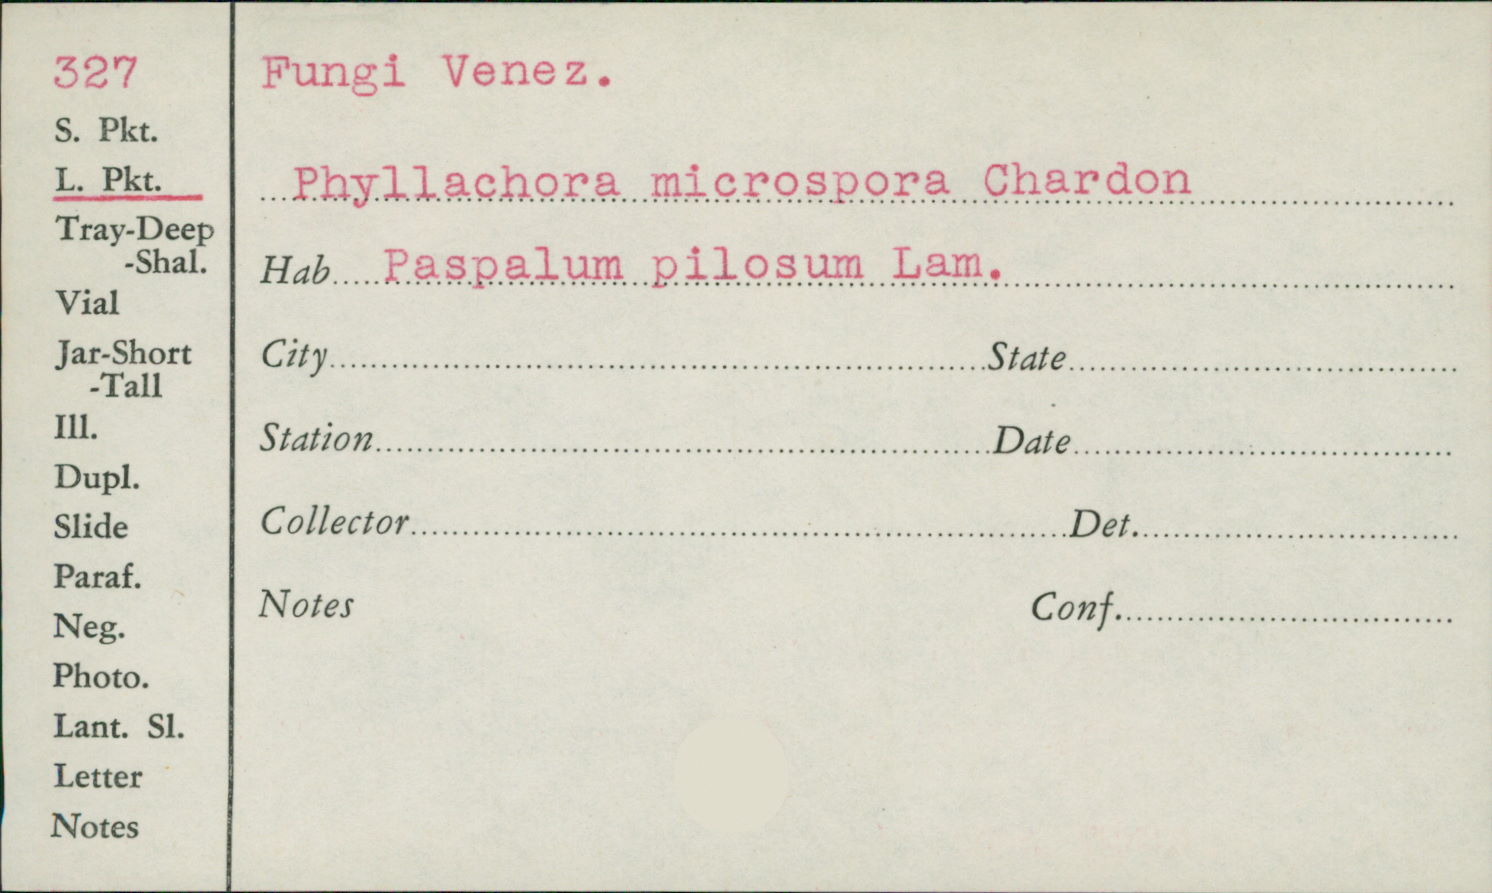 327
S. Pkt.
L. Pkt.
Tray-Deep
-Shal.
Vial
Jar-Short
-Tall
Ill.
Dupl.
Slide
Paraf.
Neg.
Photo.
Lant. Sl.
Letter
Notes
Fungi Venez.
Phyllachora microspora Chardon
Hab Paspalum pilosum Lam.
City State
Station Date
Collector Det.
Notes Conf.